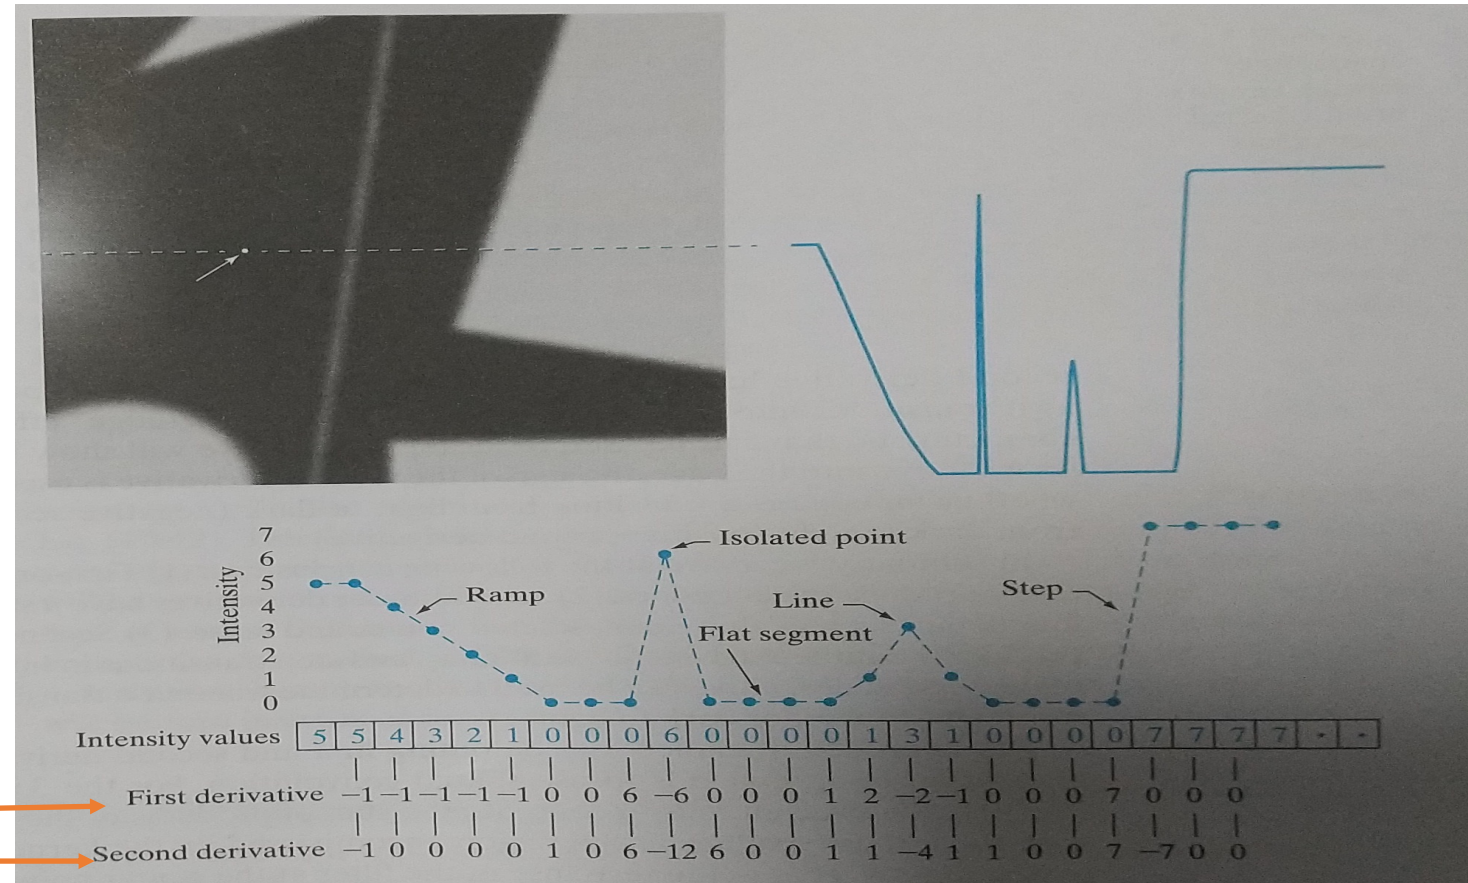 7
6
5
4
3
2
1
0
Intensity
Isolated point
Ramp
Line
Flat segment
Step
Intensity values 5 5 4 3 2 1 0 0 0 6 0 0 0 0 1 3 1 0 0 0 0 7 7 7 7 · ·
First derivative −1 −1 −1 −1 −1 0 0 6 −6 0 0 0 1 2 −2 −1 0 0 0 7 0 0 0
Second derivative −1 0 0 0 0 1 0 6 −12 6 0 0 1 1 −4 1 1 0 0 7 −7 0 0